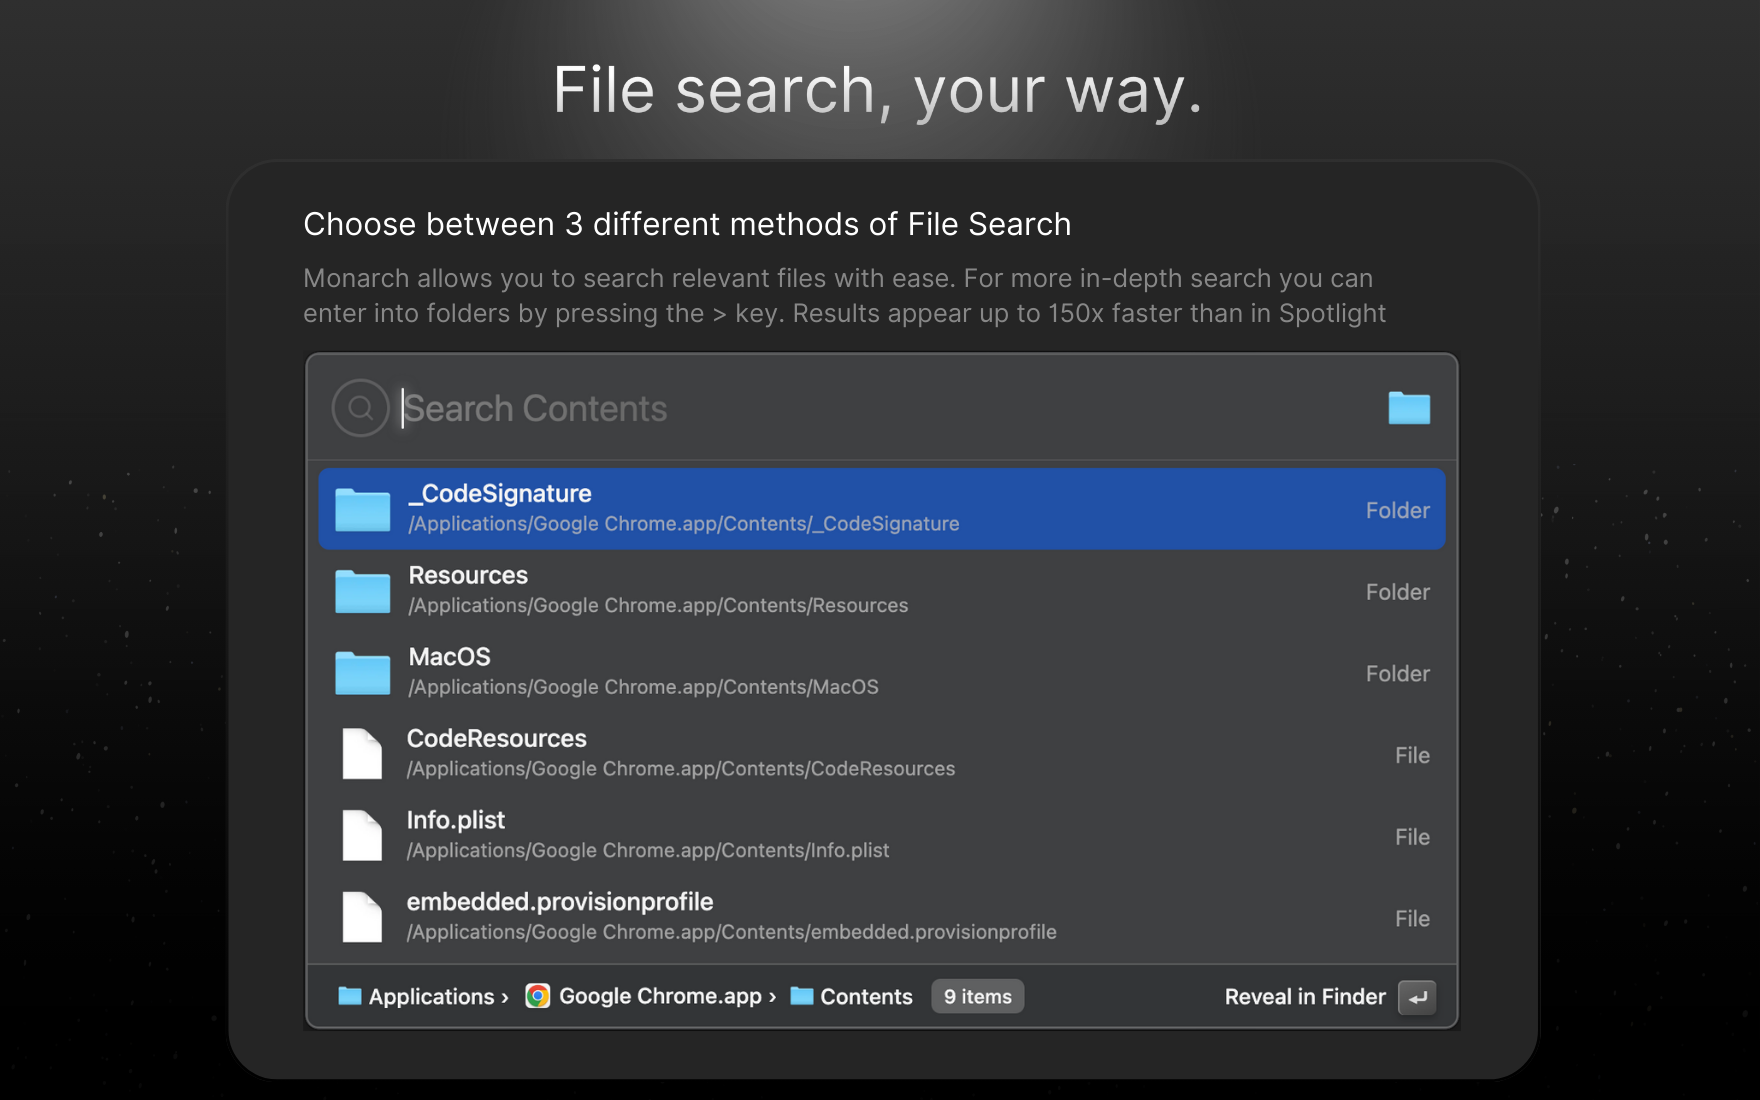 File search, your way.
Choose between 3 different methods of File Search
Monarch allows you to search relevant files with ease. For more in-depth search you can
enter into folders by pressing the > key. Results appear up to 150x faster than in Spotlight
Search Contents
_CodeSignature
/Applications/Google Chrome.app/Contents/_CodeSignature
Folder
Resources
/Applications/Google Chrome.app/Contents/Resources
Folder
MacOS
/Applications/Google Chrome.app/Contents/MacOS
Folder
CodeResources
/Applications/Google Chrome.app/Contents/CodeResources
File
Info.plist
/Applications/Google Chrome.app/Contents/Info.plist
File
embedded.provisionprofile
/Applications/Google Chrome.app/Contents/embedded.provisionprofile
File
Applications › Google Chrome.app › Contents 9 items Reveal in Finder